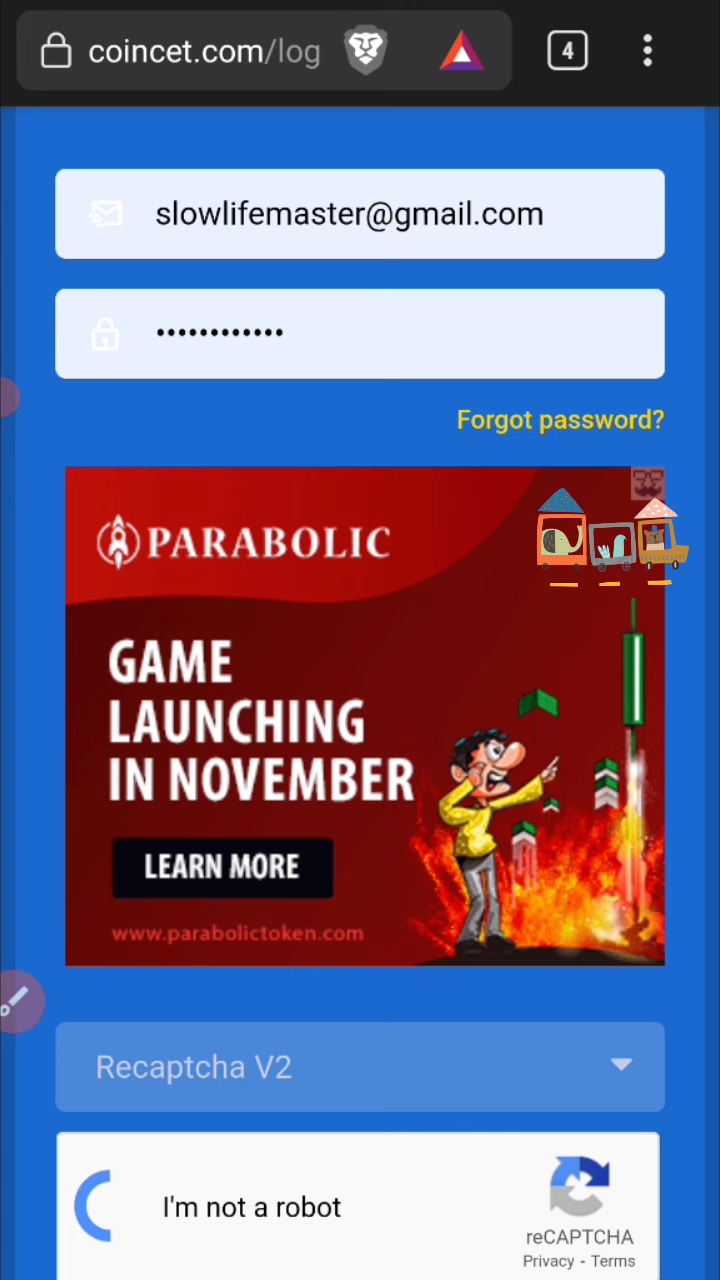 coincet.com/log
4
slowlifemaster@gmail.com
••••••••••••
Forgot password?
PARABOLIC
GAME
LAUNCHING
IN NOVEMBER
LEARN MORE
www.parabolictoken.com
Recaptcha V2
I'm not a robot
reCAPTCHA
Privacy - Terms